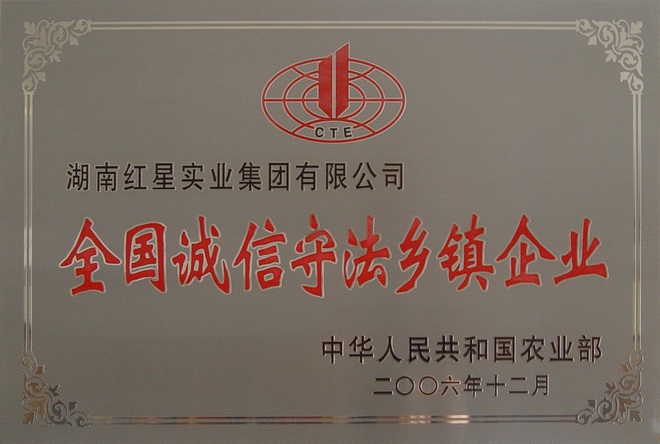 CTE
湖南红星实业集团有限公司
全国诚信守法乡镇企业
中华人民共和国农业部
二〇〇六年十二月